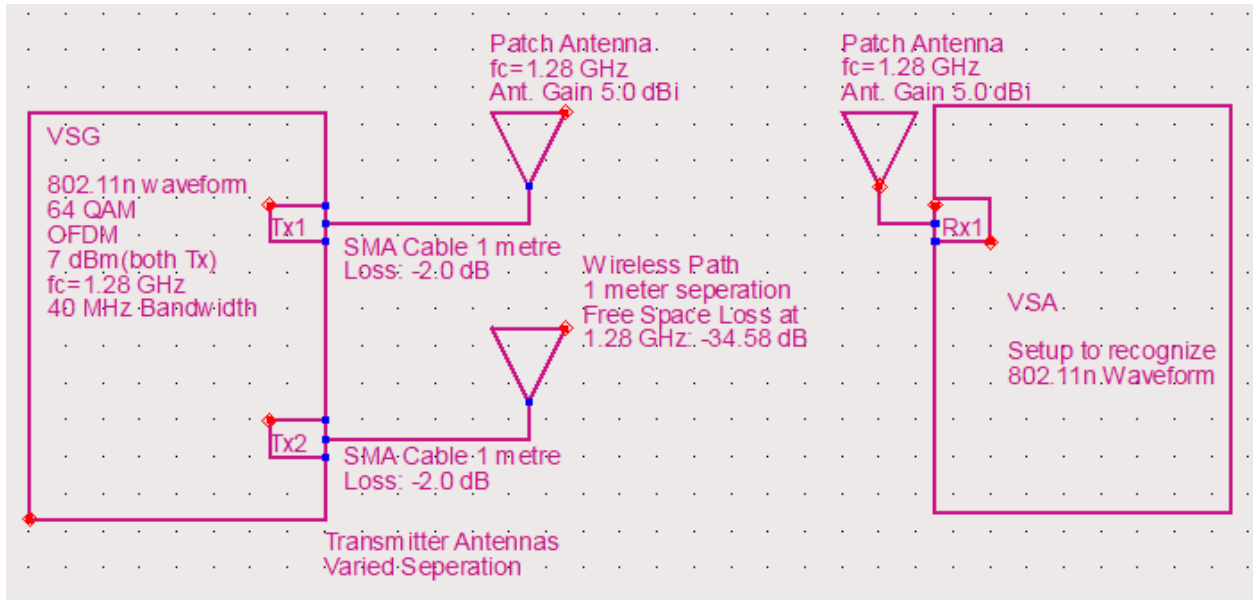 Patch Antenna
fc=1.28 GHz
Ant. Gain 5.0 dBi
Patch Antenna
fc=1.28 GHz
Ant. Gain 5.0 dBi
VSG
802.11n waveform
64 QAM
OFDM
7 dBm(both Tx)
fc=1.28 GHz
40 MHz Bandwidth
Tx1
SMA Cable 1 metre
Loss: -2.0 dB
Wireless Path
1 meter seperation
Free Space Loss at
1.28 GHz: -34.58 dB
Rx1
VSA
Setup to recognize
802.11n Waveform
Tx2
SMA Cable 1 metre
Loss: -2.0 dB
Transmitter Antennas
Varied Seperation